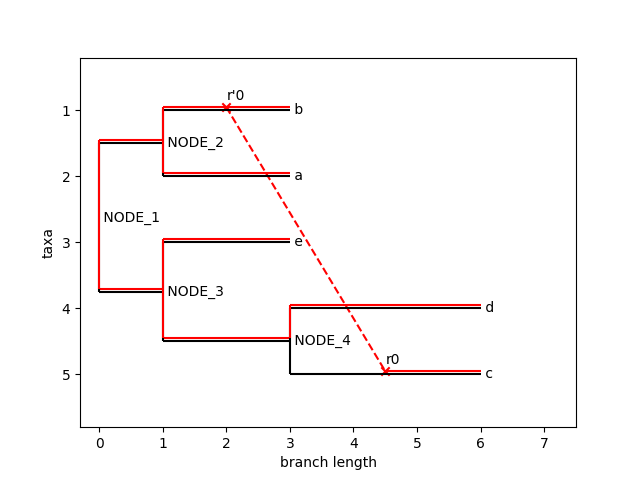 r'0
1
b
NODE_2
2
a
NODE_1
taxa
3
e
NODE_3
4
d
NODE_4
r0
5
c
0 1 2 3 4 5 6 7
branch length